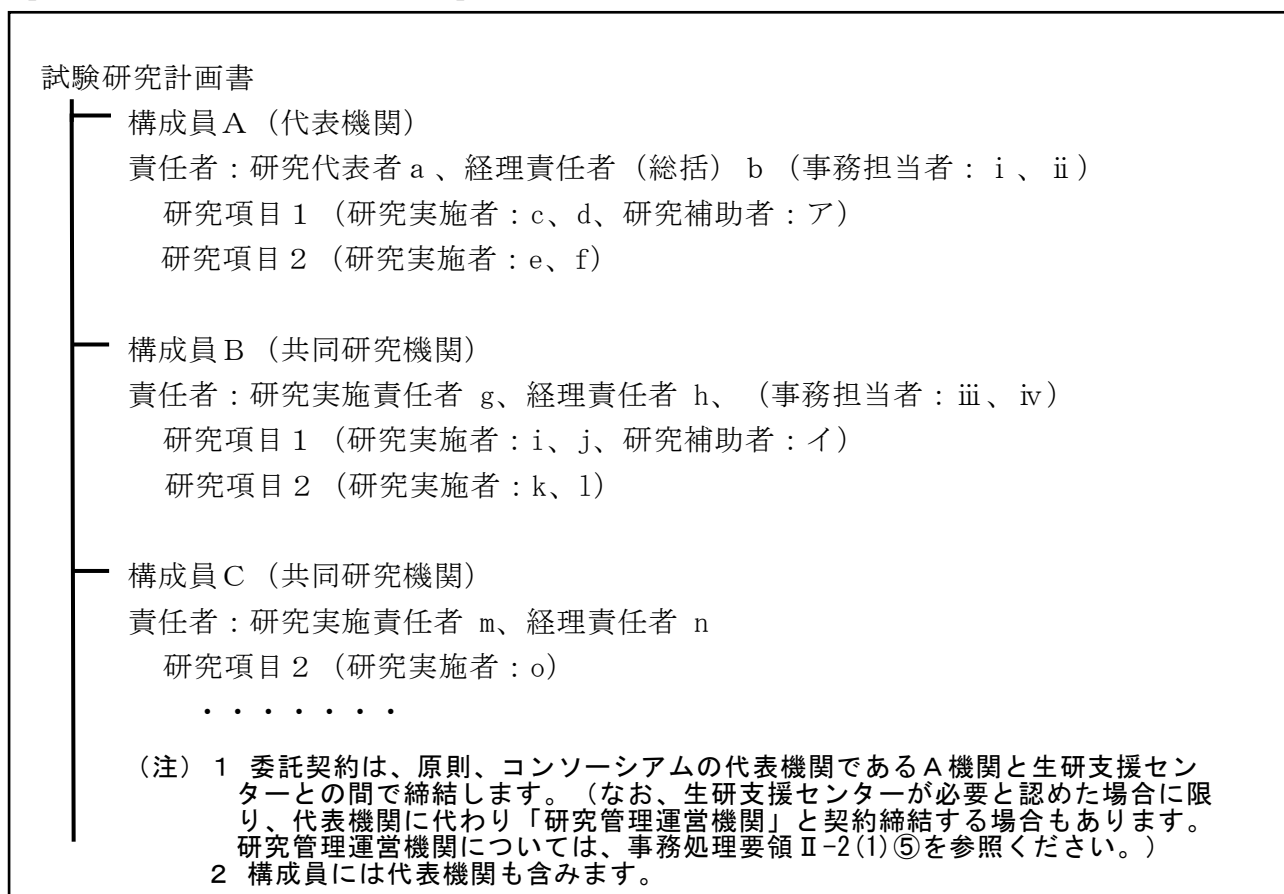 試験研究計画書
構成員Ａ（代表機関）
責任者：研究代表者 a 、経理責任者（総括） b （事務担当者：ⅰ、ⅱ）
研究項目１（研究実施者：c、d、研究補助者：ア）
研究項目２（研究実施者：e、f）
構成員Ｂ（共同研究機関）
責任者：研究実施責任者 g、経理責任者 h、（事務担当者：ⅲ、ⅳ）
研究項目１（研究実施者：i、j、研究補助者：イ）
研究項目２（研究実施者：k、l）
構成員Ｃ（共同研究機関）
責任者：研究実施責任者 m、経理責任者 n
研究項目２（研究実施者：o）
・・・・・・・
（注）１ 委託契約は、原則、コンソーシアムの代表機関であるＡ機関と生研支援セン
ターとの間で締結します。（なお、生研支援センターが必要と認めた場合に限
り、代表機関に代わり「研究管理運営機関」と契約締結する場合もあります。
研究管理運営機関については、事務処理要領Ⅱ-2(1)⑤を参照ください。）
２ 構成員には代表機関も含みます。